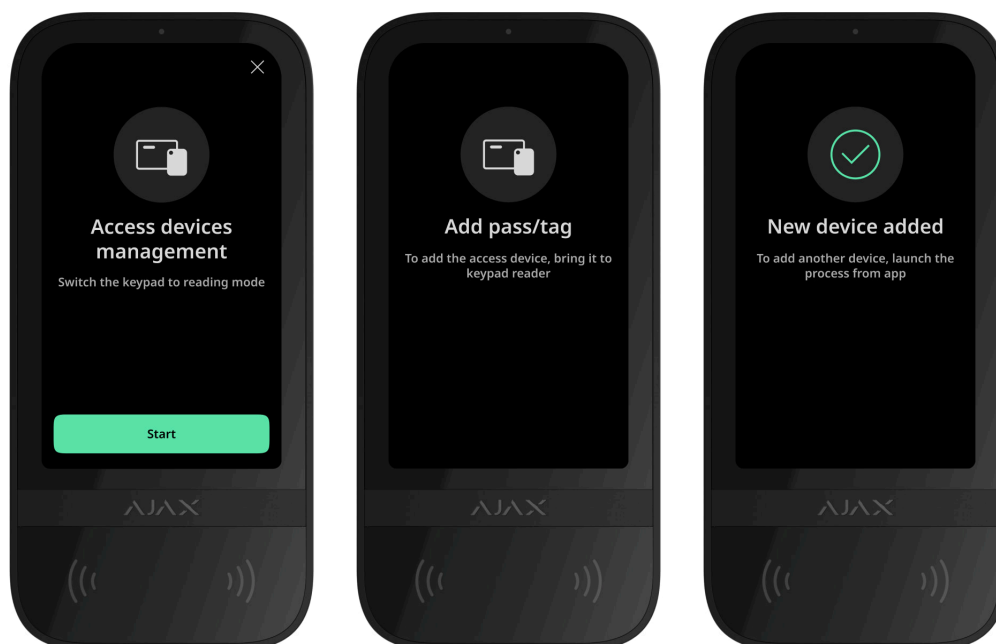 Access devices
management
Switch the keypad to reading mode
Start
AJAX
Add pass/tag
To add the access device, bring it to
keypad reader
AJAX
New device added
To add another device, launch the
process from app
AJAX